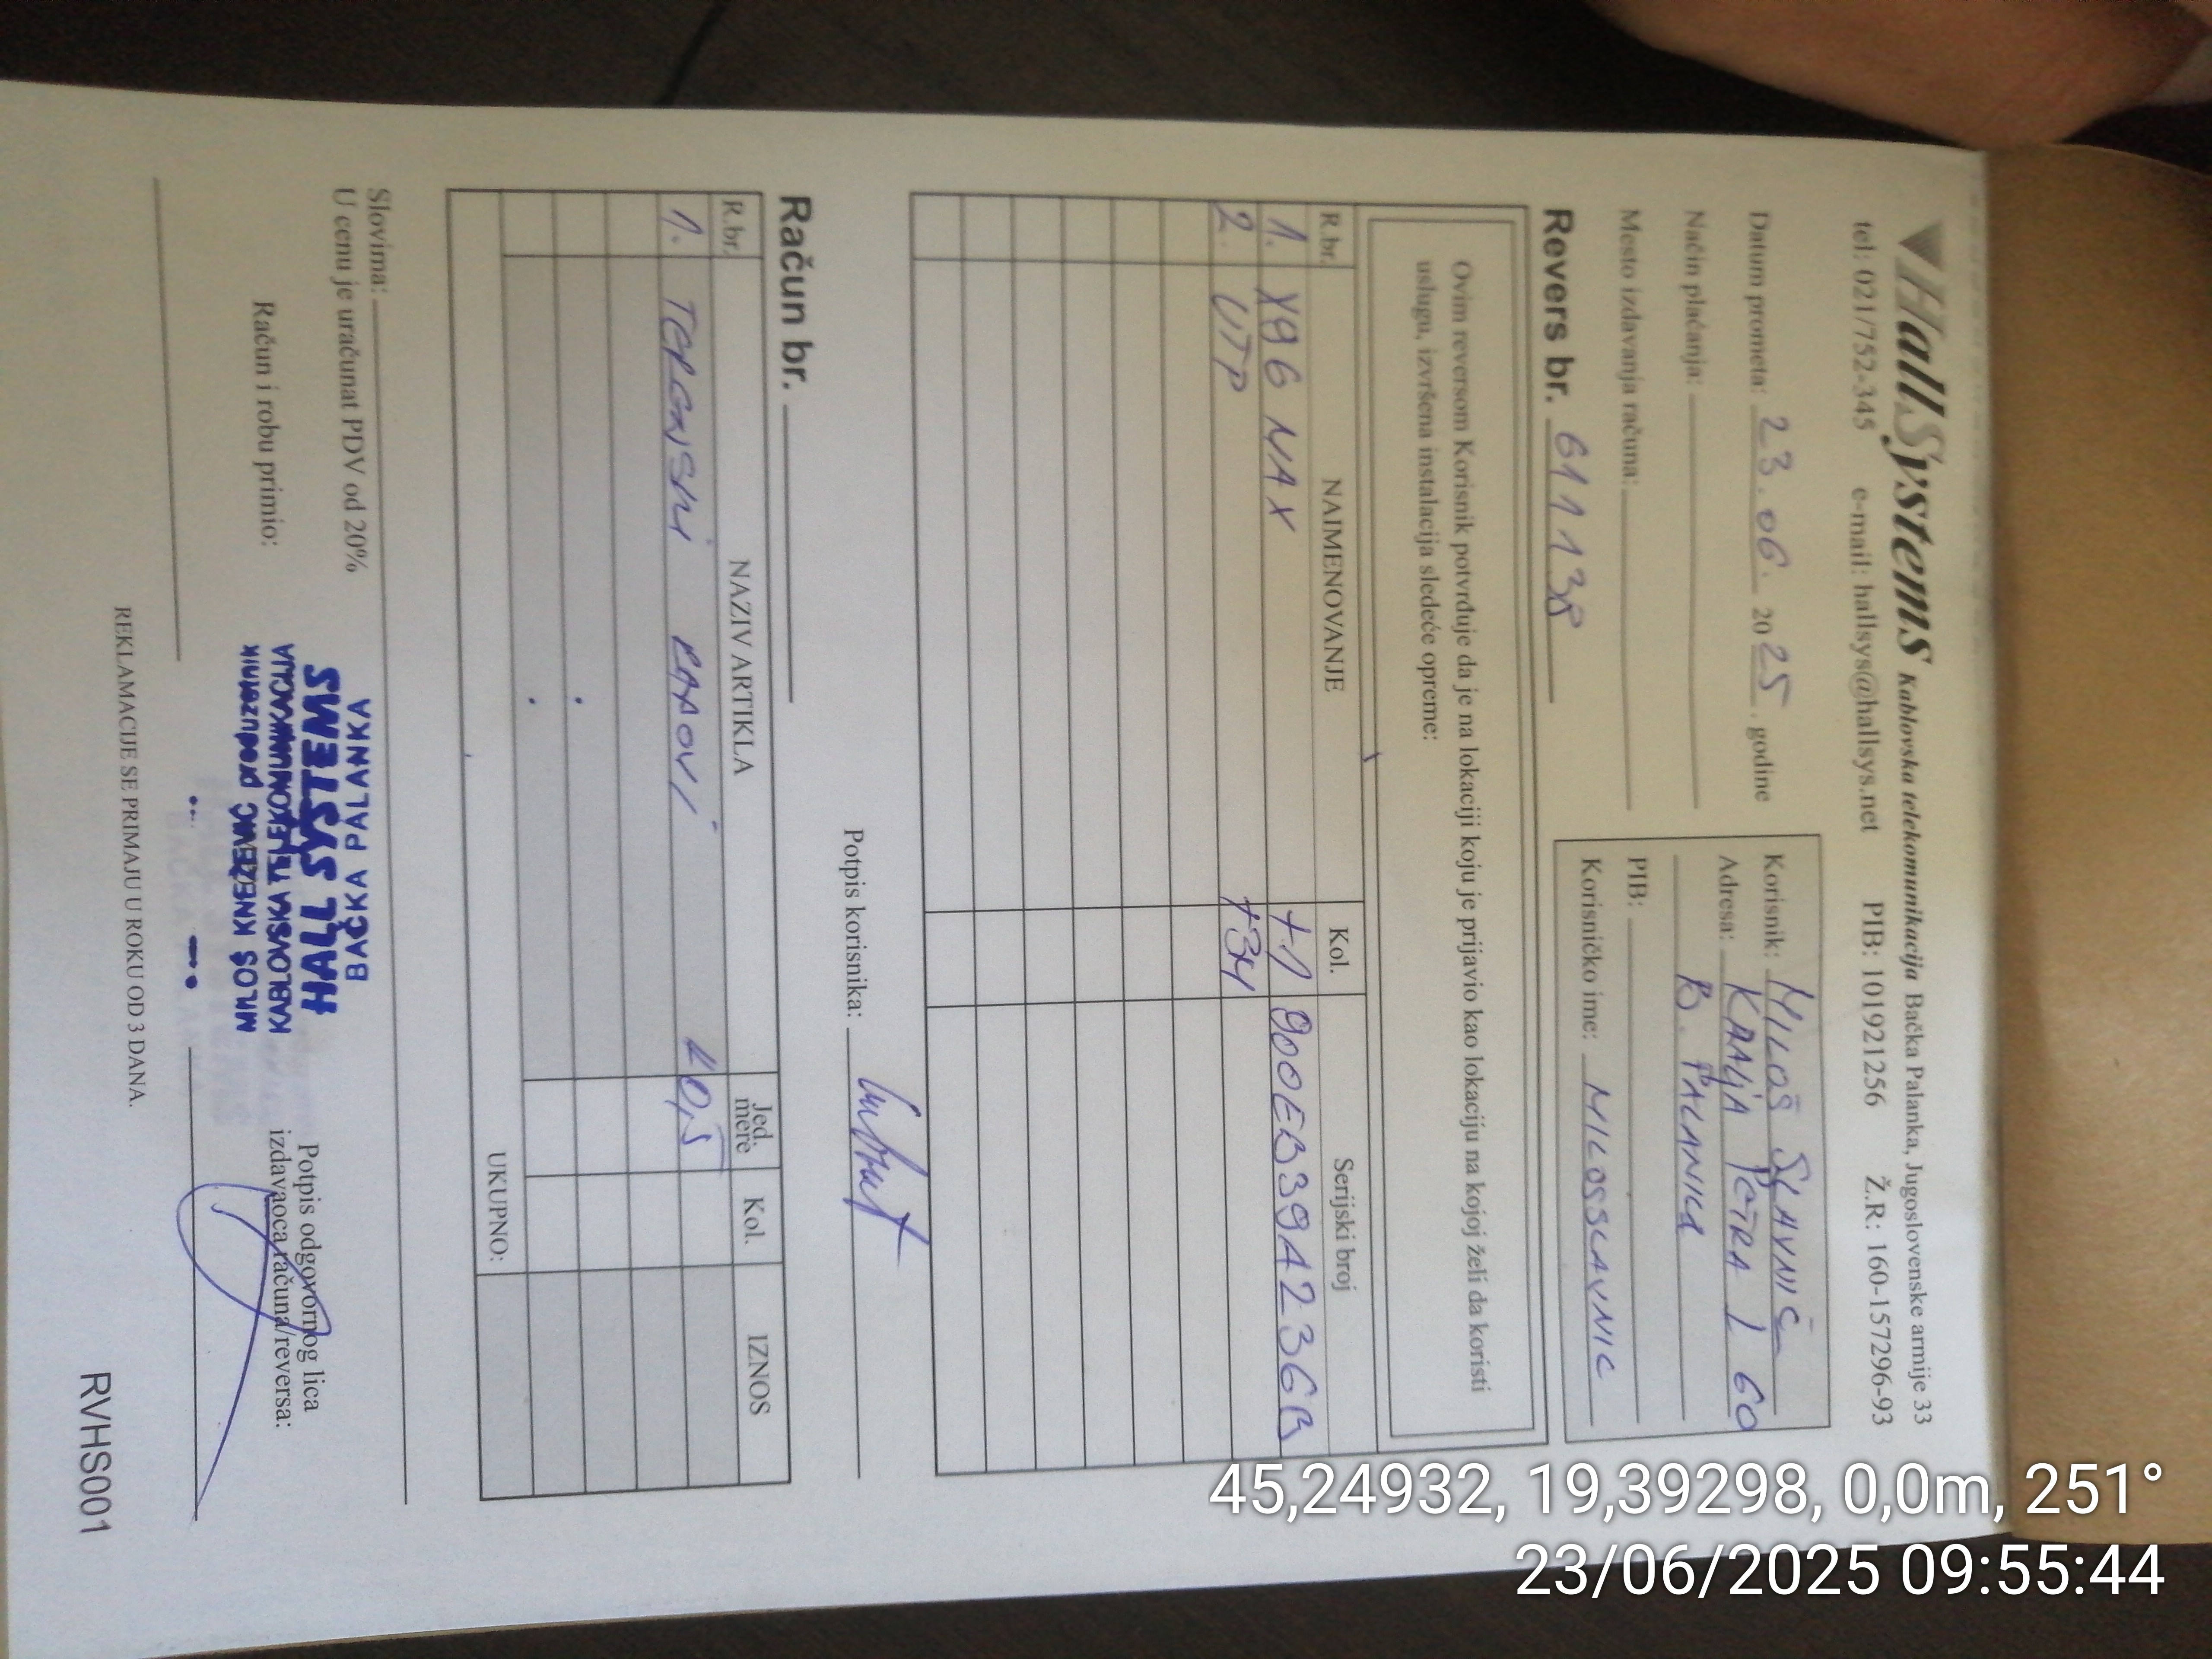 HallSystems Kablovska telekomunikacija Bačka Palanka, Jugoslovenske armije 33
tel: 021/752-345 e-mail: hallsys@hallsys.net PIB: 101921256 Ž.R: 160-157296-93
Datum prometa: 23.06. 2025. godine
Način plaćanja:
Mesto izdavanja računa:
Korisnik: MILOŠ SLAVNIĆ
Adresa: KRALJA PETRA I 60
B. PALANKA
PIB:
Korisničko ime: MILOSSLAVNIC
Revers br. 611138
Ovim reversom Korisnik potvrđuje da je na lokaciji koju je prijavio kao lokaciju na kojoj želi da koristi
uslugu, izvršena instalacija sledeće opreme:
R.br. NAIMENOVANJE Kol. Serijski broj
1. X96 MAX +1 900EB39A236B
2. UTP +34
Potpis korisnika:
Račun br.
R.br. NAZIV ARTIKLA Jed. mere Kol. IZNOS
1. TERENSKI RADOVI
UKUPNO:
Slovima:
U cenu je uračunat PDV od 20%
Račun i robu primio:
BAČKA PALANKA
HALL SYSTEMS
KABLOVSKA TELEKOMUNIKACIJA
MILOŠ KNEŽEVIĆ preduzetnik
Potpis odgovornog lica
izdavaoca računa/reversa:
REKLAMACIJE SE PRIMAJU U ROKU OD 3 DANA.
RVHS001
45,24932, 19,39298, 0,0m, 251°
23/06/2025 09:55:44